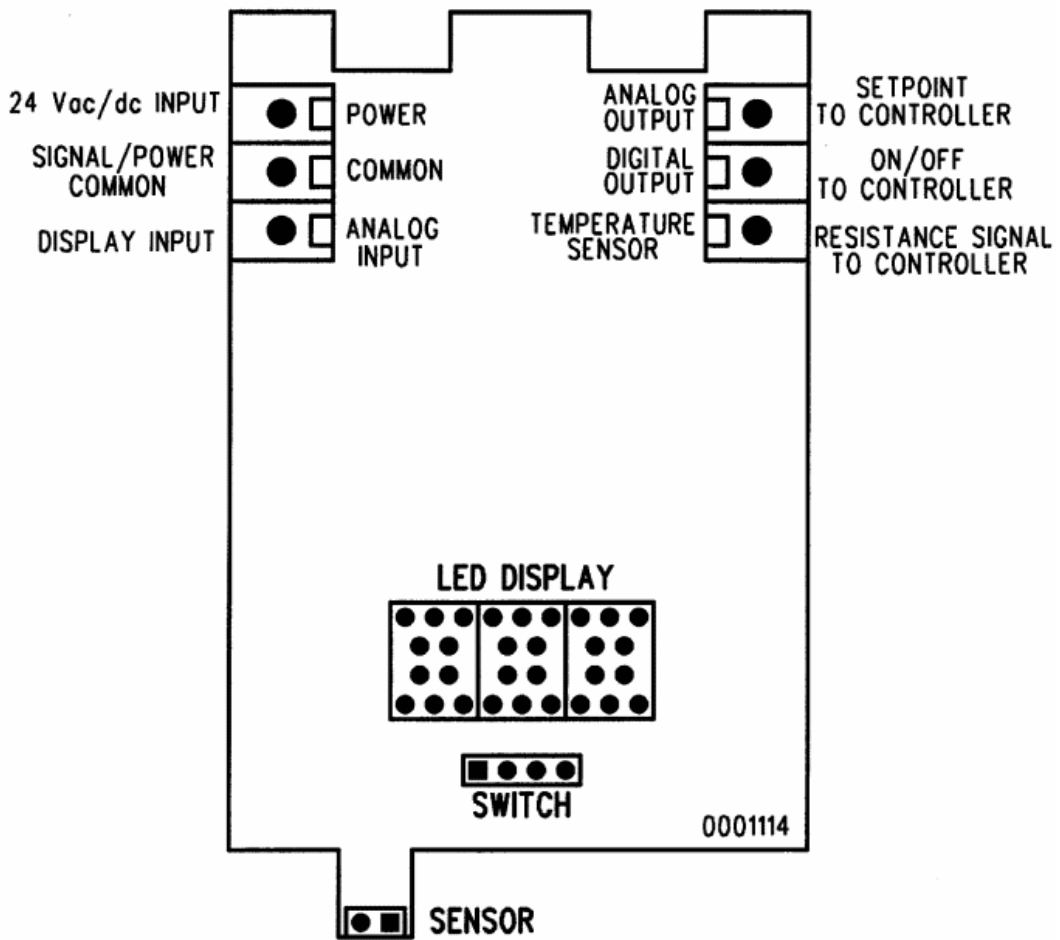 24 Vac/dc INPUT
SIGNAL/POWER
COMMON
DISPLAY INPUT
POWER
COMMON
ANALOG
INPUT
ANALOG
OUTPUT
DIGITAL
OUTPUT
TEMPERATURE
SENSOR
SETPOINT
TO CONTROLLER
ON/OFF
TO CONTROLLER
RESISTANCE SIGNAL
TO CONTROLLER
LED DISPLAY
SWITCH
0001114
SENSOR